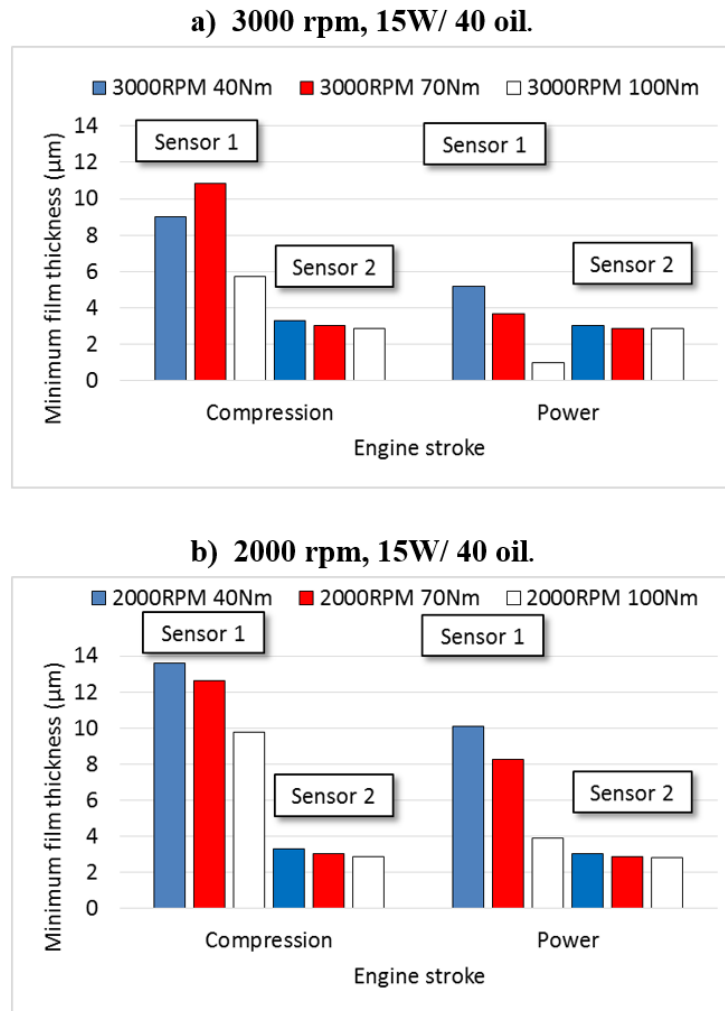 a) 3000 rpm, 15W/ 40 oil.
3000RPM 40Nm 3000RPM 70Nm 3000RPM 100Nm
Minimum film thickness (µm)
14
12
10
8
6
4
2
0
Sensor 1
Sensor 2
Sensor 1
Sensor 2
Compression Power
Engine stroke
b) 2000 rpm, 15W/ 40 oil.
2000RPM 40Nm 2000RPM 70Nm 2000RPM 100Nm
Minimum film thickness (µm)
14
12
10
8
6
4
2
0
Sensor 1
Sensor 2
Sensor 1
Sensor 2
Compression Power
Engine stroke